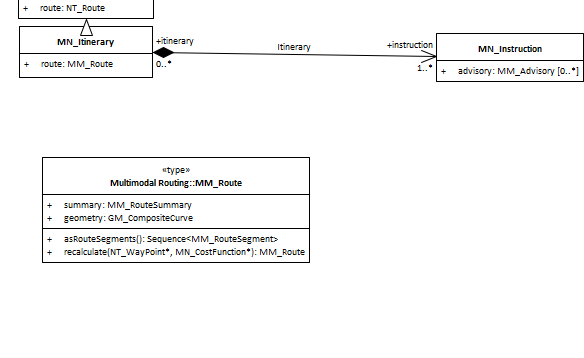 + route: NT_Route
MN_Itinerary
+ route: MM_Route
+itinerary
0..*
Itinerary
+instruction
1..*
MN_Instruction
+ advisory: MM_Advisory [0..*]
«type»
Multimodal Routing::MM_Route
+ summary: MM_RouteSummary
+ geometry: GM_CompositeCurve
+ asRouteSegments(): Sequence<MM_RouteSegment>
+ recalculate(NT_WayPoint*, MN_CostFunction*): MM_Route